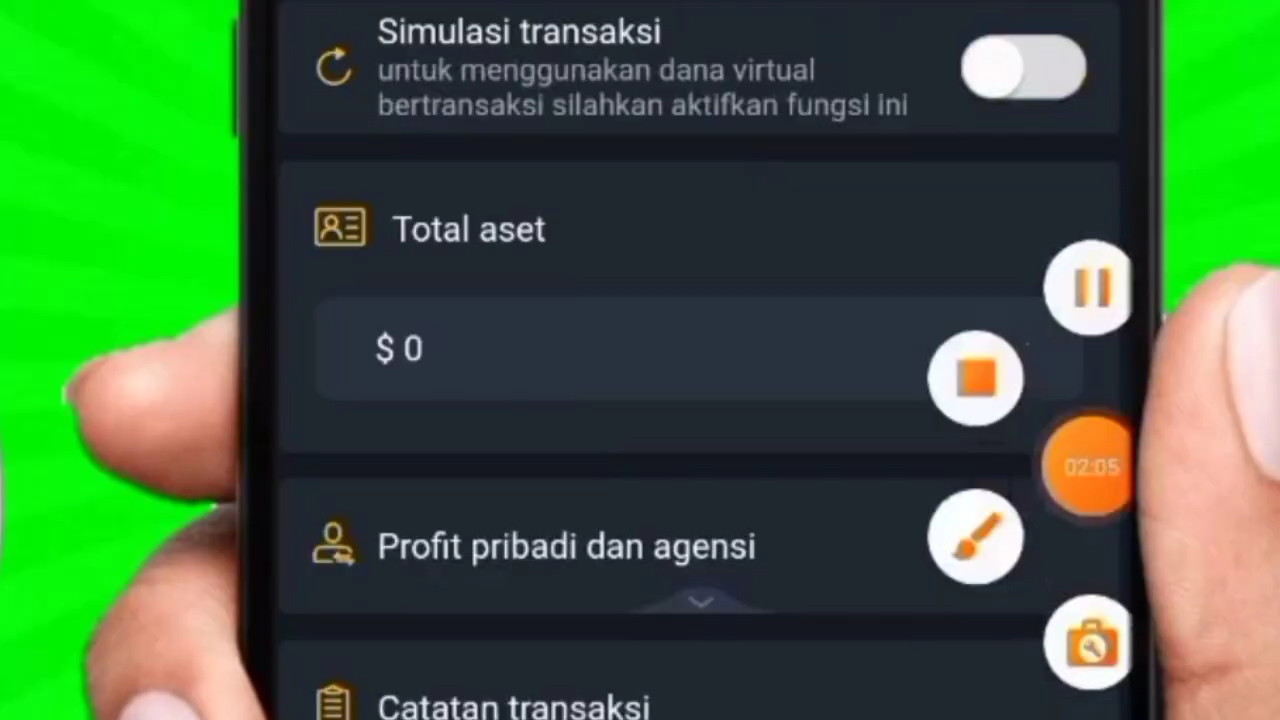 Simulasi transaksi
untuk menggunakan dana virtual
bertransaksi silahkan aktifkan fungsi ini
Total aset
$ 0
02:05
Profit pribadi dan agensi
Catatan transaksi